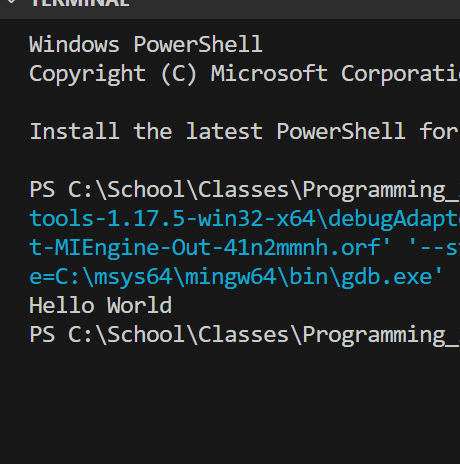 TERMINAL
Windows PowerShell
Copyright (C) Microsoft Corporati
Install the latest PowerShell for
PS C:\School\Classes\Programming_
tools-1.17.5-win32-x64\debugAdapt
t-MIEngine-Out-41n2mmnh.orf' '--s
e=C:\msys64\mingw64\bin\gdb.exe'
Hello World
PS C:\School\Classes\Programming_